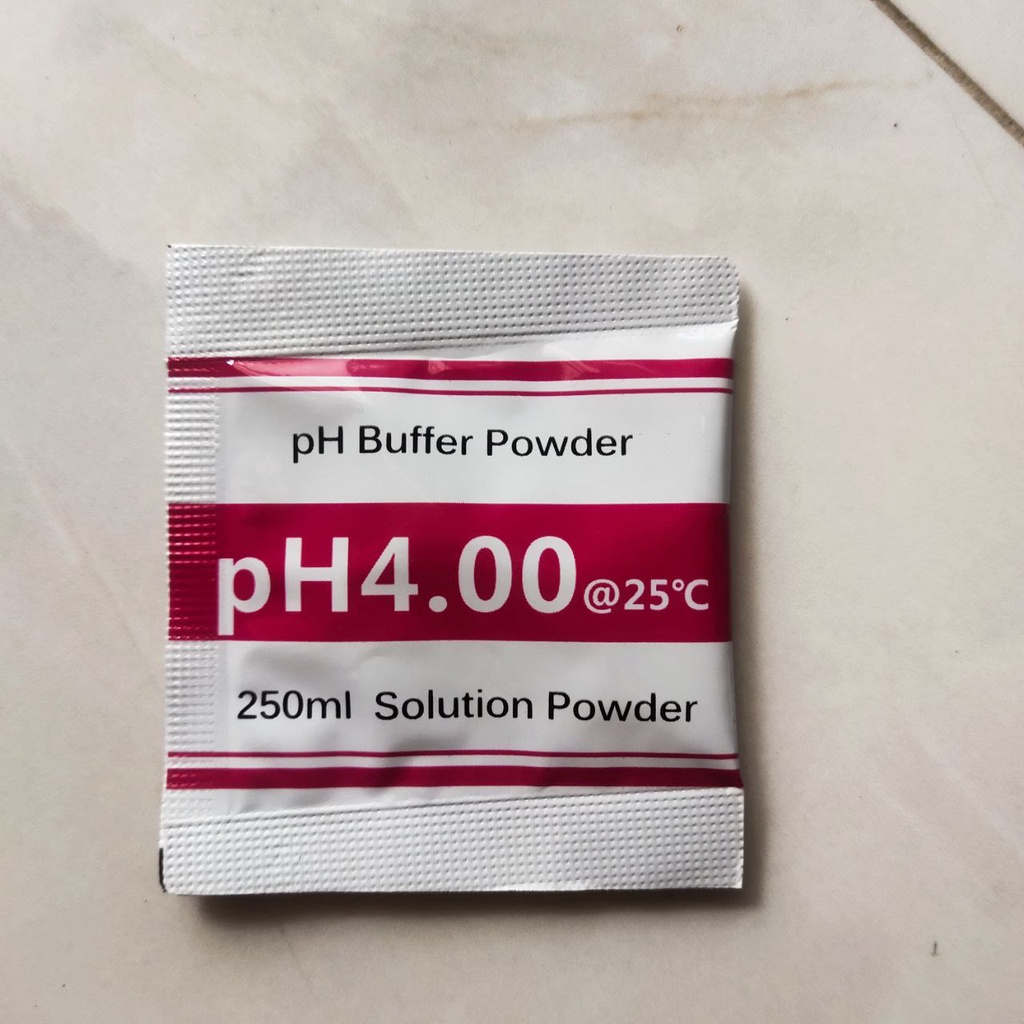 pH Buffer Powder
pH4.00@25℃
250ml Solution Powder